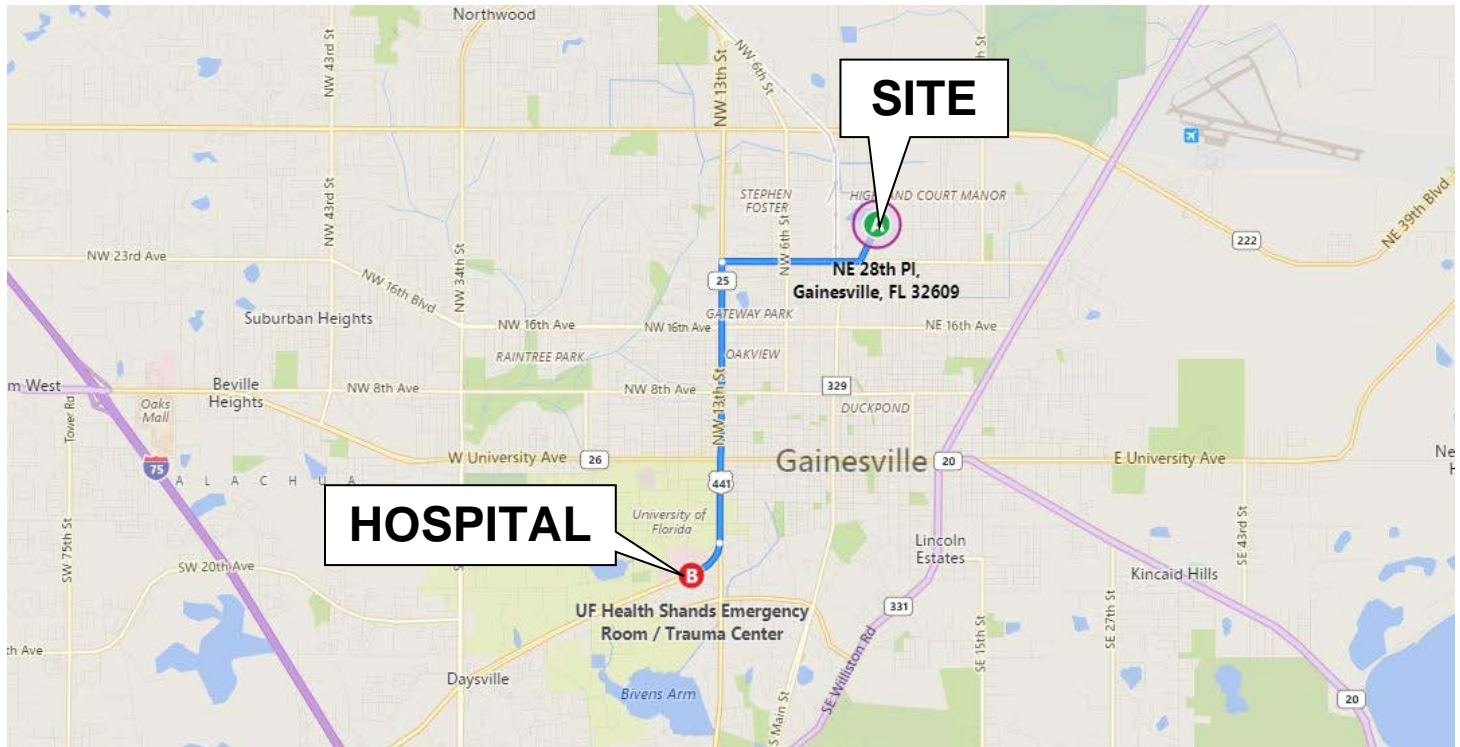 Northwood
NW 43rd St
NW 13th St
NW 6th St
SITE
STEPHEN
FOSTER
HIGHLAND COURT MANOR
A
NW 43rd St
NW 34th St
NW 6th St
NE 39th Blvd
222
NW 23rd Ave
25
NE 28th Pl,
Gainesville, FL 32609
NW 16th Blvd
Suburban Heights
GATEWAY PARK
NW 16th Ave
NW 16th Ave
NE 16th Ave
RAINTREE PARK
OAKVIEW
m West
Beville
Heights
NW 8th Ave
NW 8th Ave
329
Oaks
Mall
Tower Rd
DUCKPOND
NW 13th St
W University Ave
26
Gainesville
20
E University Ave
Ne
75
A L A C H U A
441
HOSPITAL
University of
Florida
SW 75th St
SW 20th Ave
Lincoln
Estates
SE 43rd St
Kincaid Hills
B
UF Health Shands Emergency
Room / Trauma Center
331
SE 15th St
SE 27th St
th Ave
Daysville
Bivens Arm
S Main St
SE Williston Rd
20